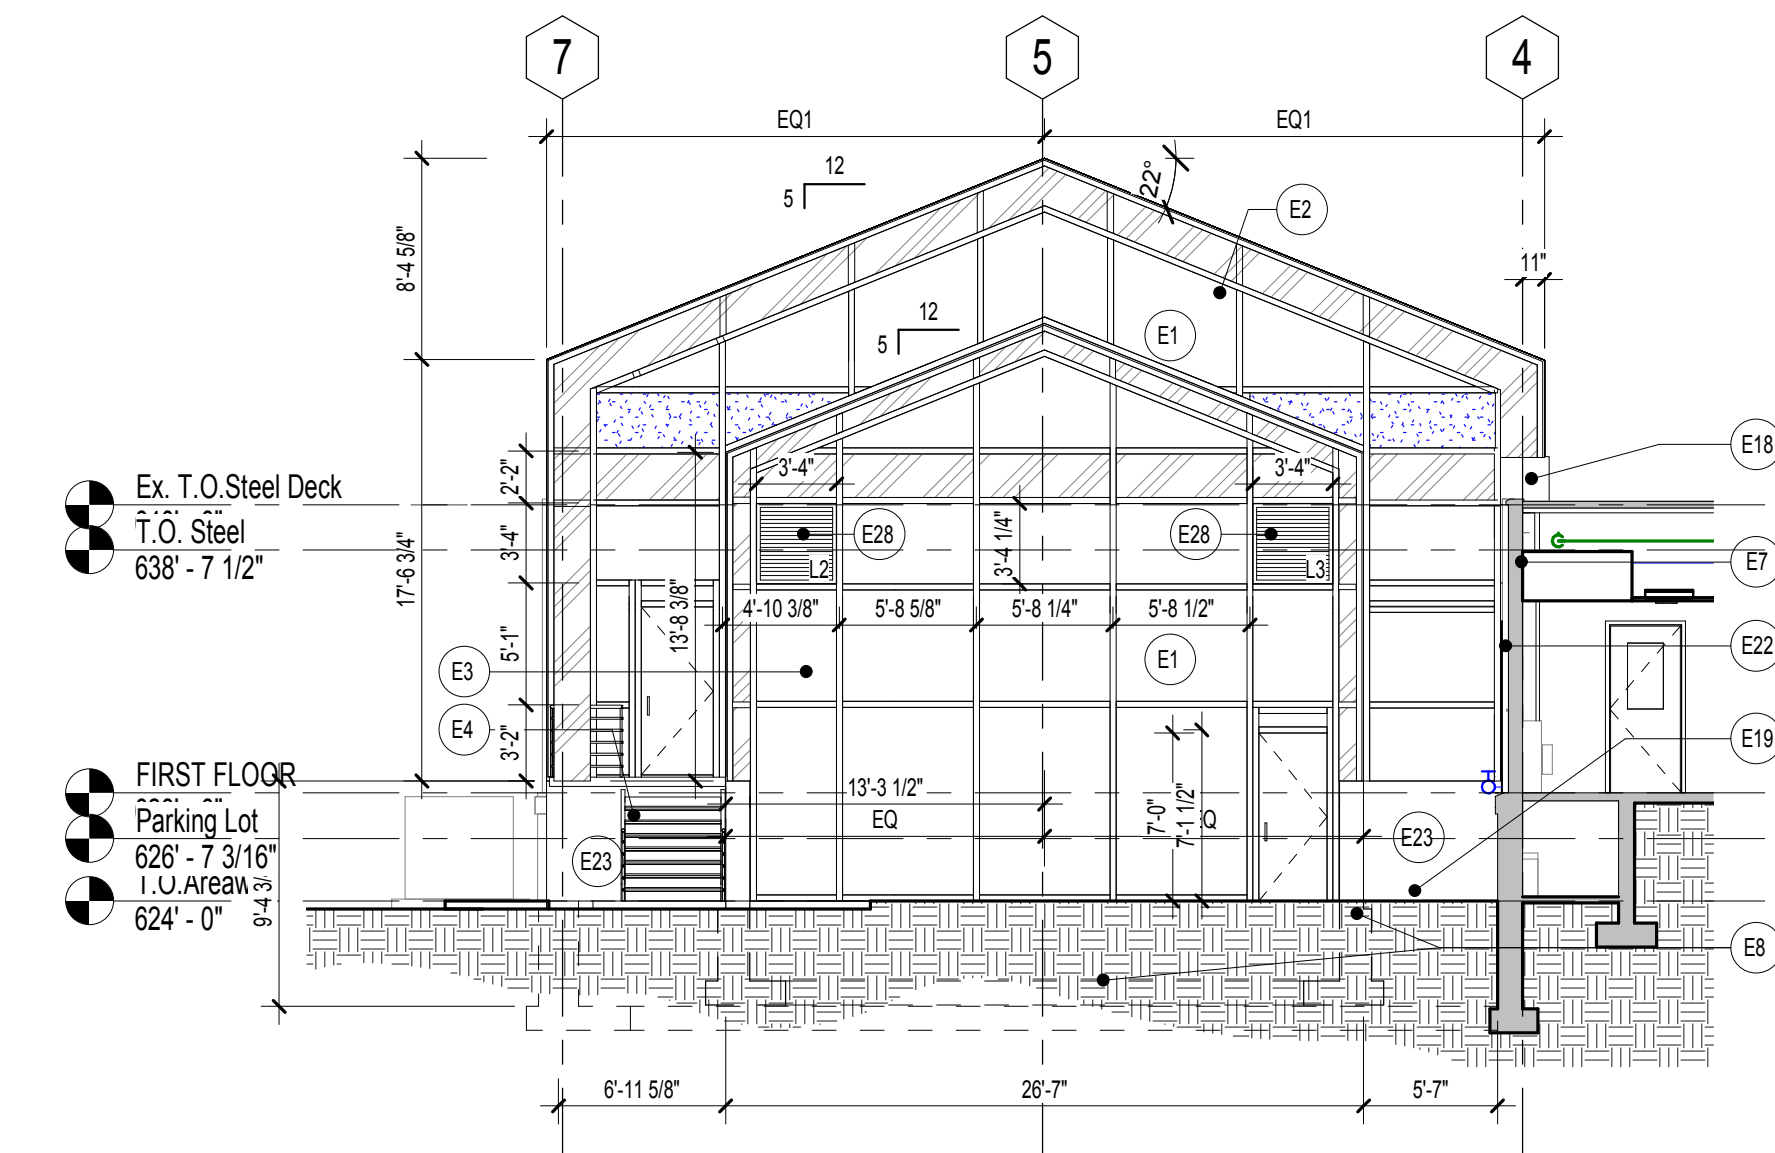 7
5
4
EQ1
EQ1
12
5
22°
E2
8'-4 5/8"
11"
12
5
E1
E18
2'-2"
3'-4"
3'-4"
Ex. T.O.Steel Deck
T.O. Steel
638' - 7 1/2"
17'-6 3/4"
3'-4"
E28
3'-4 1/4"
E28
E7
L2
L3
13'-8 3/8"
4'-10 3/8"
5'-8 5/8"
5'-8 1/4"
5'-8 1/2"
5'-1"
E3
E1
E22
E4
3'-2"
E19
FIRST FLOOR
13'-3 1/2"
Parking Lot
626' - 7 3/16"
EQ
7'-0"
7'-1 1/2"
E23
E23
624' - 0"
E8
6'-11 5/8"
26'-7"
5'-7"